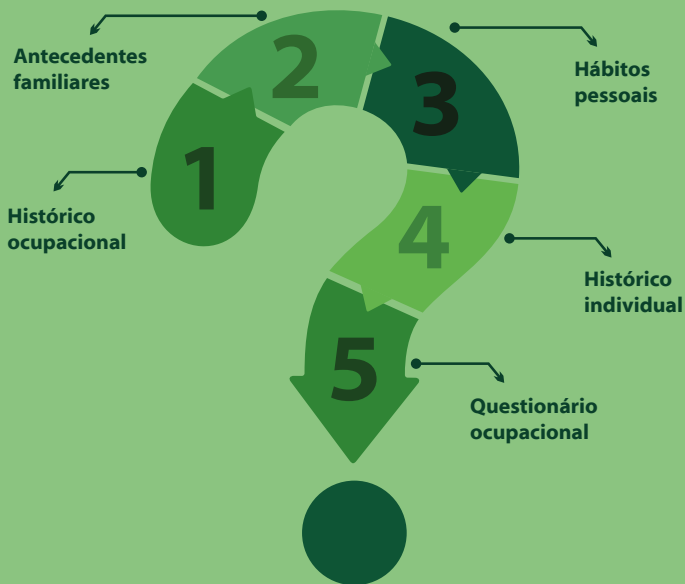 1
Histórico
ocupacional
2
Antecedentes
familiares
3
Hábitos
pessoais
4
Histórico
individual
5
Questionário
ocupacional